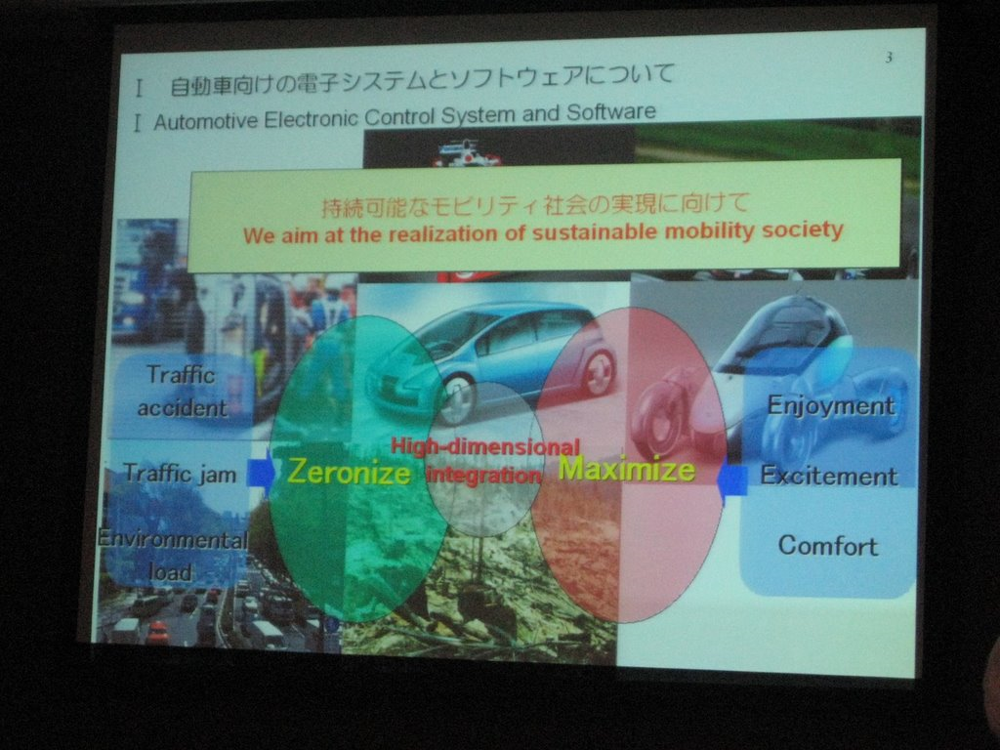 3
I 自動車向けの電子システムとソフトウェアについて
I Automotive Electronic Control System and Software
持続可能なモビリティ社会の実現に向けて
We aim at the realization of sustainable mobility society
Traffic
accident
Traffic jam
Environmental
load
Zeronize
High-dimensional
integration
Maximize
Enjoyment
Excitement
Comfort